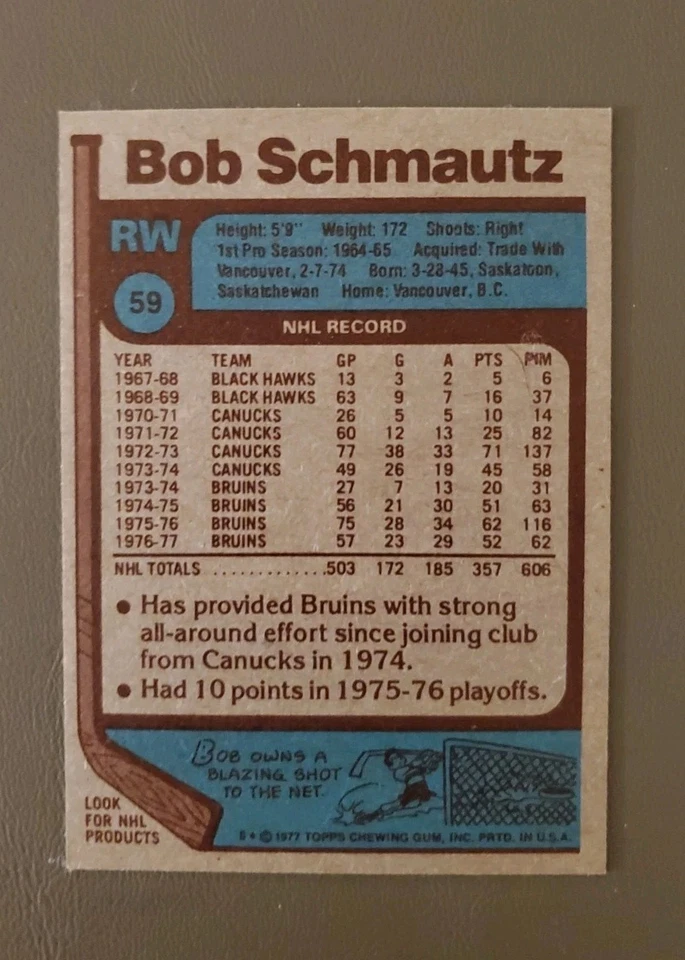 Bob Schmautz
RW
Height: 5'9" Weight: 172 Shoots: Right
1st Pro Season: 1964-65 Acquired: Trade With
Vancouver, 2-7-74 Born: 3-28-45, Saskatoon,
Saskatchewan Home: Vancouver, B.C.
59
NHL RECORD
YEAR TEAM GP G A PTS PIM
1967-68 BLACK HAWKS 13 3 2 5 6
1968-69 BLACK HAWKS 63 9 7 16 37
1970-71 CANUCKS 26 5 5 10 14
1971-72 CANUCKS 60 12 13 25 82
1972-73 CANUCKS 77 38 33 71 137
1973-74 CANUCKS 49 26 19 45 58
1973-74 BRUINS 27 7 13 20 31
1974-75 BRUINS 56 21 30 51 63
1975-76 BRUINS 75 28 34 62 116
1976-77 BRUINS 57 23 29 52 62
NHL TOTALS .............503 172 185 357 606
• Has provided Bruins with strong
all-around effort since joining club
from Canucks in 1974.
• Had 10 points in 1975-76 playoffs.
BOB OWNS A
BLAZING SHOT
TO THE NET.
LOOK
FOR NHL
PRODUCTS
© 1977 TOPPS CHEWING GUM, INC. PRTD. IN U.S.A.